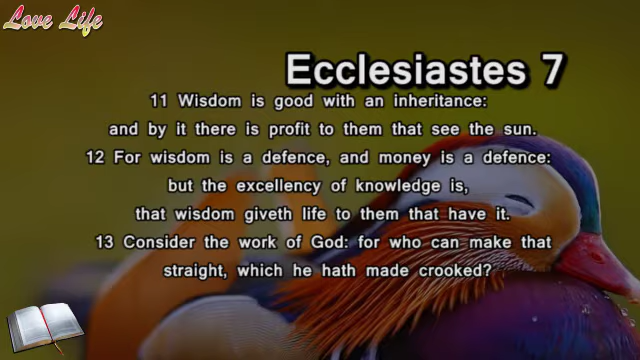 Love Life
Ecclesiastes 7
11 Wisdom is good with an inheritance:
and by it there is profit to them that see the sun.
12 For wisdom is a defence, and money is a defence:
but the excellency of knowledge is,
that wisdom giveth life to them that have it.
13 Consider the work of God: for who can make that
straight, which he hath made crooked?